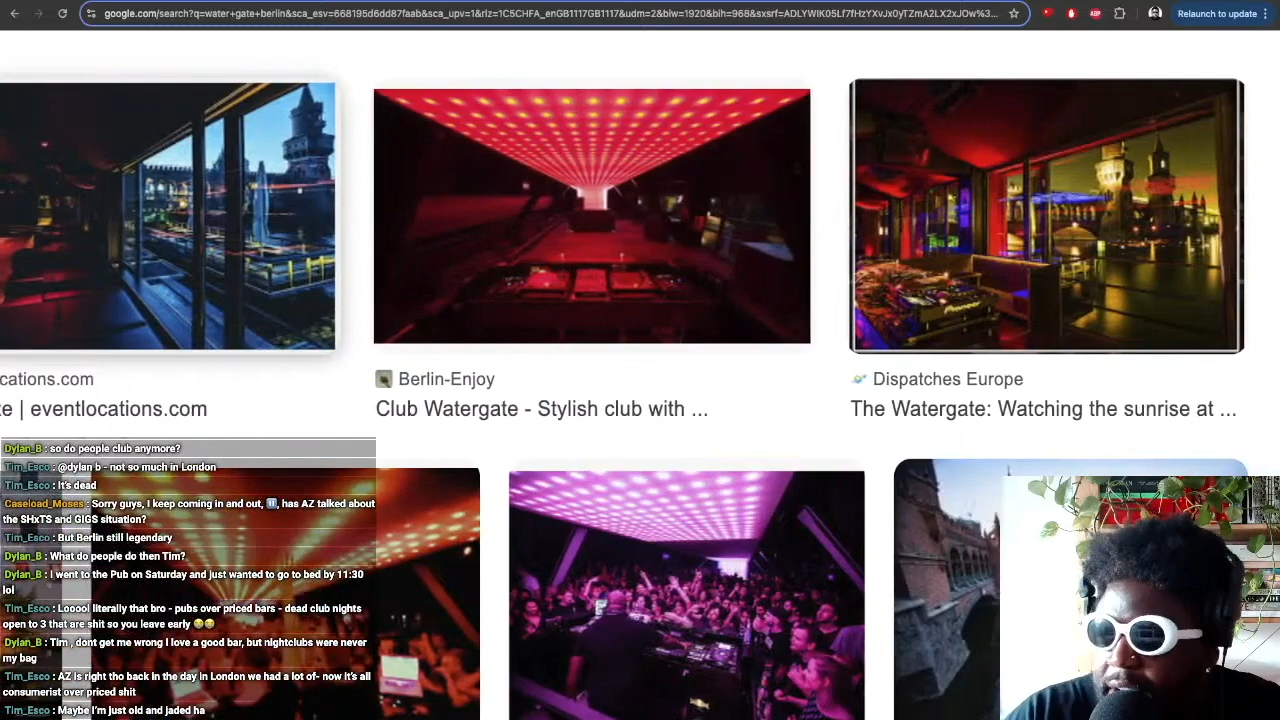 google.com/search?q=water+gate+berlin&sca_esv=668195d6dd87faab&sca_upv=1&rlz=1C5CHFA_enGB1117GB1117&udm=2&biw=1920&bih=968&sxsrf=ADLYWIK05Lf7fHzYXvJx0yTZmA2LX2xJOw%3...
Relaunch to update
cations.com
Berlin-Enjoy
Dispatches Europe
te | eventlocations.com
Club Watergate - Stylish club with ...
The Watergate: Watching the sunrise at ...
Dylan_B : so do people club anymore?
Tim_Esco : @dylan b - not so much in London
Tim_Esco : It's dead
Caseload_Moses : Sorry guys, I keep coming in and out, has AZ talked about
the SHxTS and GIGS situation?
Tim_Esco : But Berlin still legendary
Dylan_B : What do people do then Tim?
Dylan_B : I went to the Pub on Saturday and just wanted to go to bed by 11:30
lol
Tim_Esco : Looool literally that bro - pubs over priced bars - dead club nights
open to 3 that are shit so you leave early 😂😂
Dylan_B : Tim , dont get me wrong I love a good bar, but nightclubs were never
my bag
Tim_Esco : AZ is right tho back in the day in London we had a lot of- now it's all
consumerist over priced shit
Tim_Esco : Maybe I'm just old and jaded ha